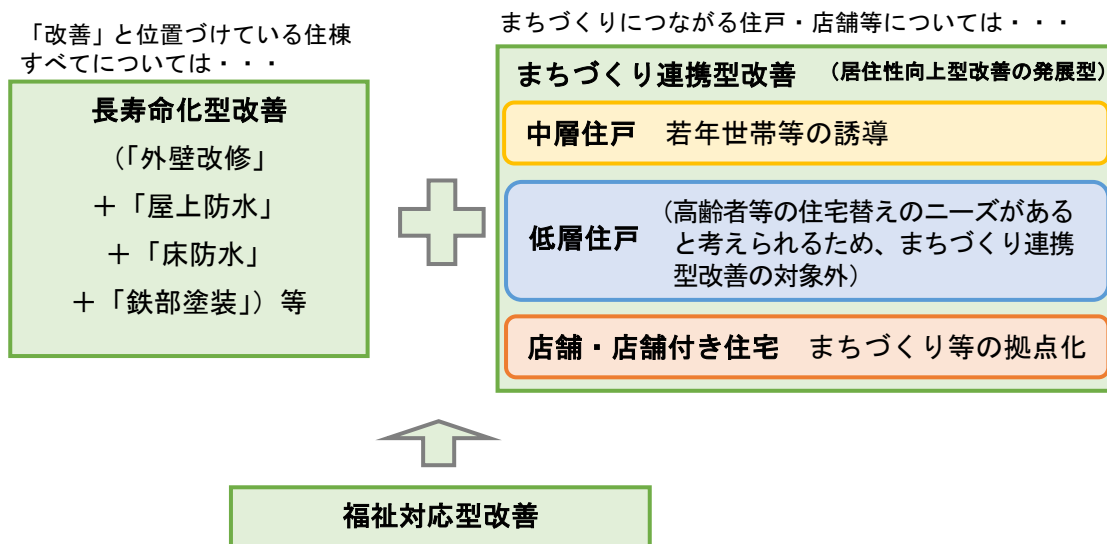 「改善」と位置づけている住棟
すべてについては・・・
長寿命化型改善
（「外壁改修」
＋「屋上防水」
＋「床防水」
＋「鉄部塗装」）等
まちづくりにつながる住戸・店舗等については・・・
まちづくり連携型改善　（居住性向上型改善の発展型）
中層住戸　若年世帯等の誘導
低層住戸　（高齢者等の住宅替えのニーズがある
と考えられるため、まちづくり連携
型改善の対象外）
店舗・店舗付き住宅　まちづくり等の拠点化
福祉対応型改善